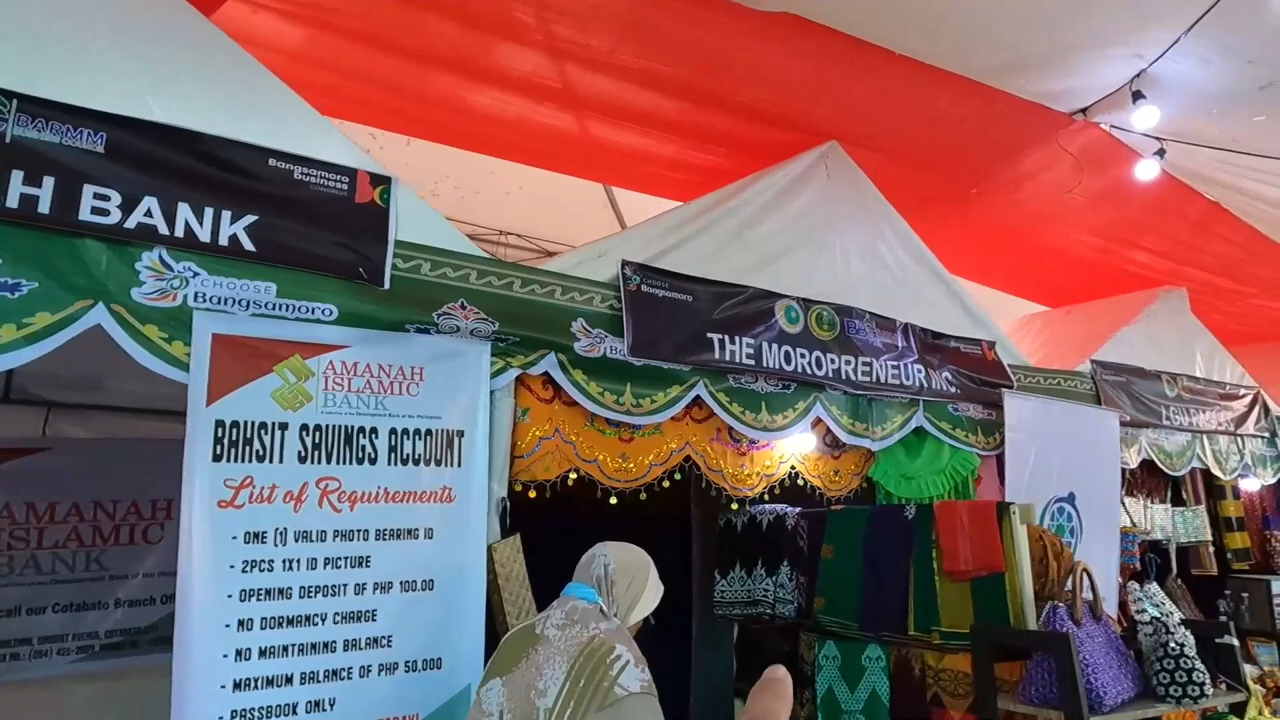 BARMM
Bangsamoro
business
CONGRESS
H BANK
CHOOSE
Bangsamoro
AMANAH
ISLAMIC
BANK
BAHSIT SAVINGS ACCOUNT
List of Requirements
- ONE (1) VALID PHOTO BEARING ID
- 2PCS 1X1 ID PICTURE
- OPENING DEPOSIT OF PHP 100.00
- NO DORMANCY CHARGE
- NO MAINTAINING BALANCE
- MAXIMUM BALANCE OF PHP 50,000
- PASSBOOK ONLY
AMANAH
ISLAMIC
BANK
call our Cotabato Branch
CHOOSE
Bangsamoro
THE MOROPRENEUR INC.
LGU